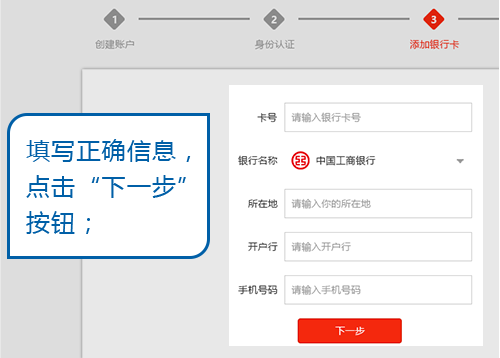 1 2 3
创建账户 身份认证 添加银行卡
填写正确信息，
点击“下一步”
按钮；
卡号 请输入银行卡号
银行名称 中国工商银行
所在地 请输入你的所在地
开户行 请输入开户行
手机号码 请输入手机号码
下一步